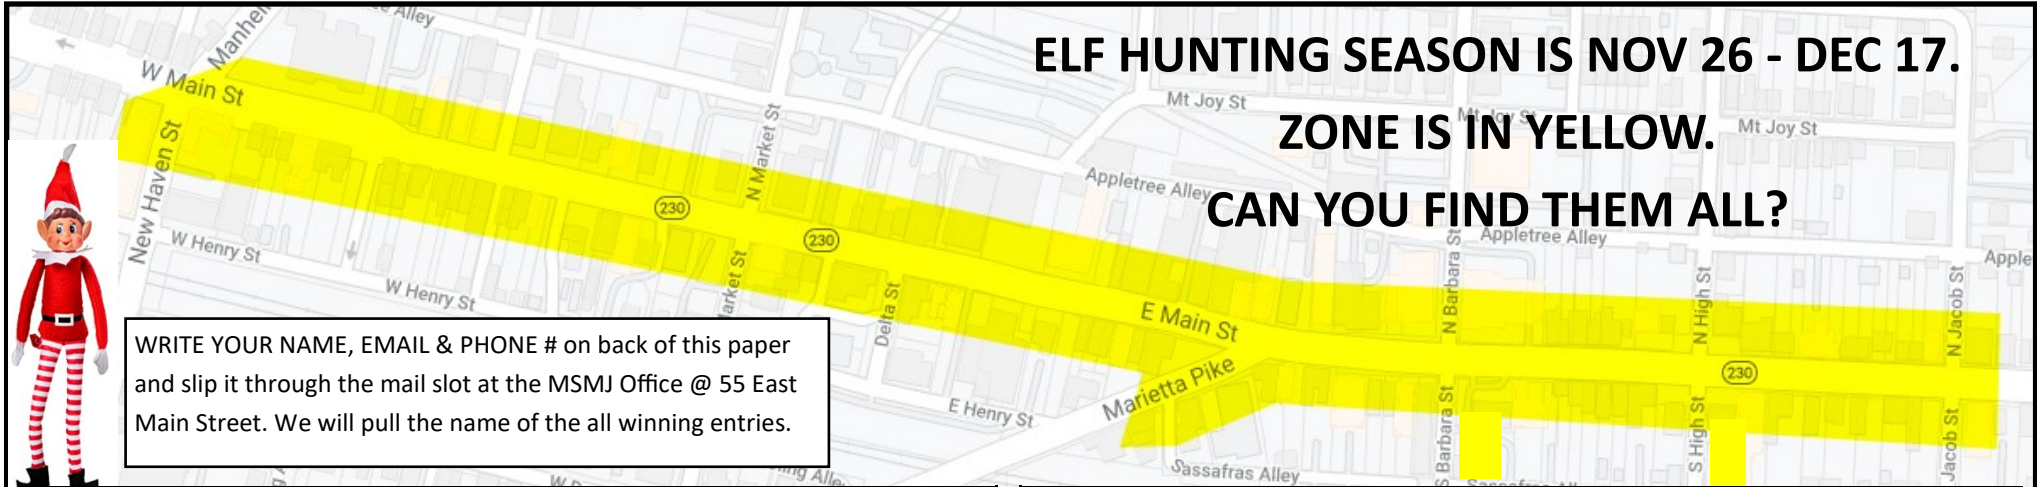 ELF HUNTING SEASON IS NOV 26 - DEC 17.
ZONE IS IN YELLOW.
CAN YOU FIND THEM ALL?
Alley
Manhei
W Main St
New Haven St
W Henry St
W Henry St
N Market St
Market St
230
230
Delta St
Mt Joy St
Mt Joy St
Mt Joy St
Appletree Alley
Appletree Alley
Apple
E Main St
Marietta Pike
E Henry St
Sassafras Alley
N Barbara St
S Barbara St
N High St
S High St
230
N Jacob St
Jacob St
WRITE YOUR NAME, EMAIL & PHONE # on back of this paper
and slip it through the mail slot at the MSMJ Office @ 55 East
Main Street. We will pull the name of the all winning entries.